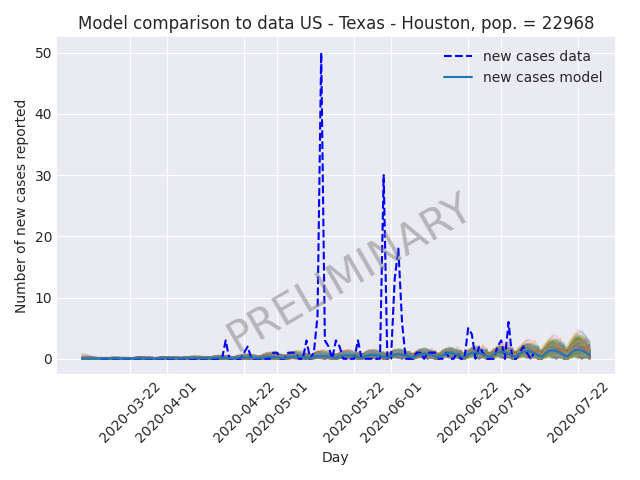 Model comparison to data US - Texas - Houston, pop. = 22968
new cases data
new cases model
Number of new cases reported
50
40
30
20
10
0
PRELIMINARY
2020-03-22
2020-04-01
2020-04-22
2020-05-01
2020-05-22
2020-06-01
2020-06-22
2020-07-01
2020-07-22
Day